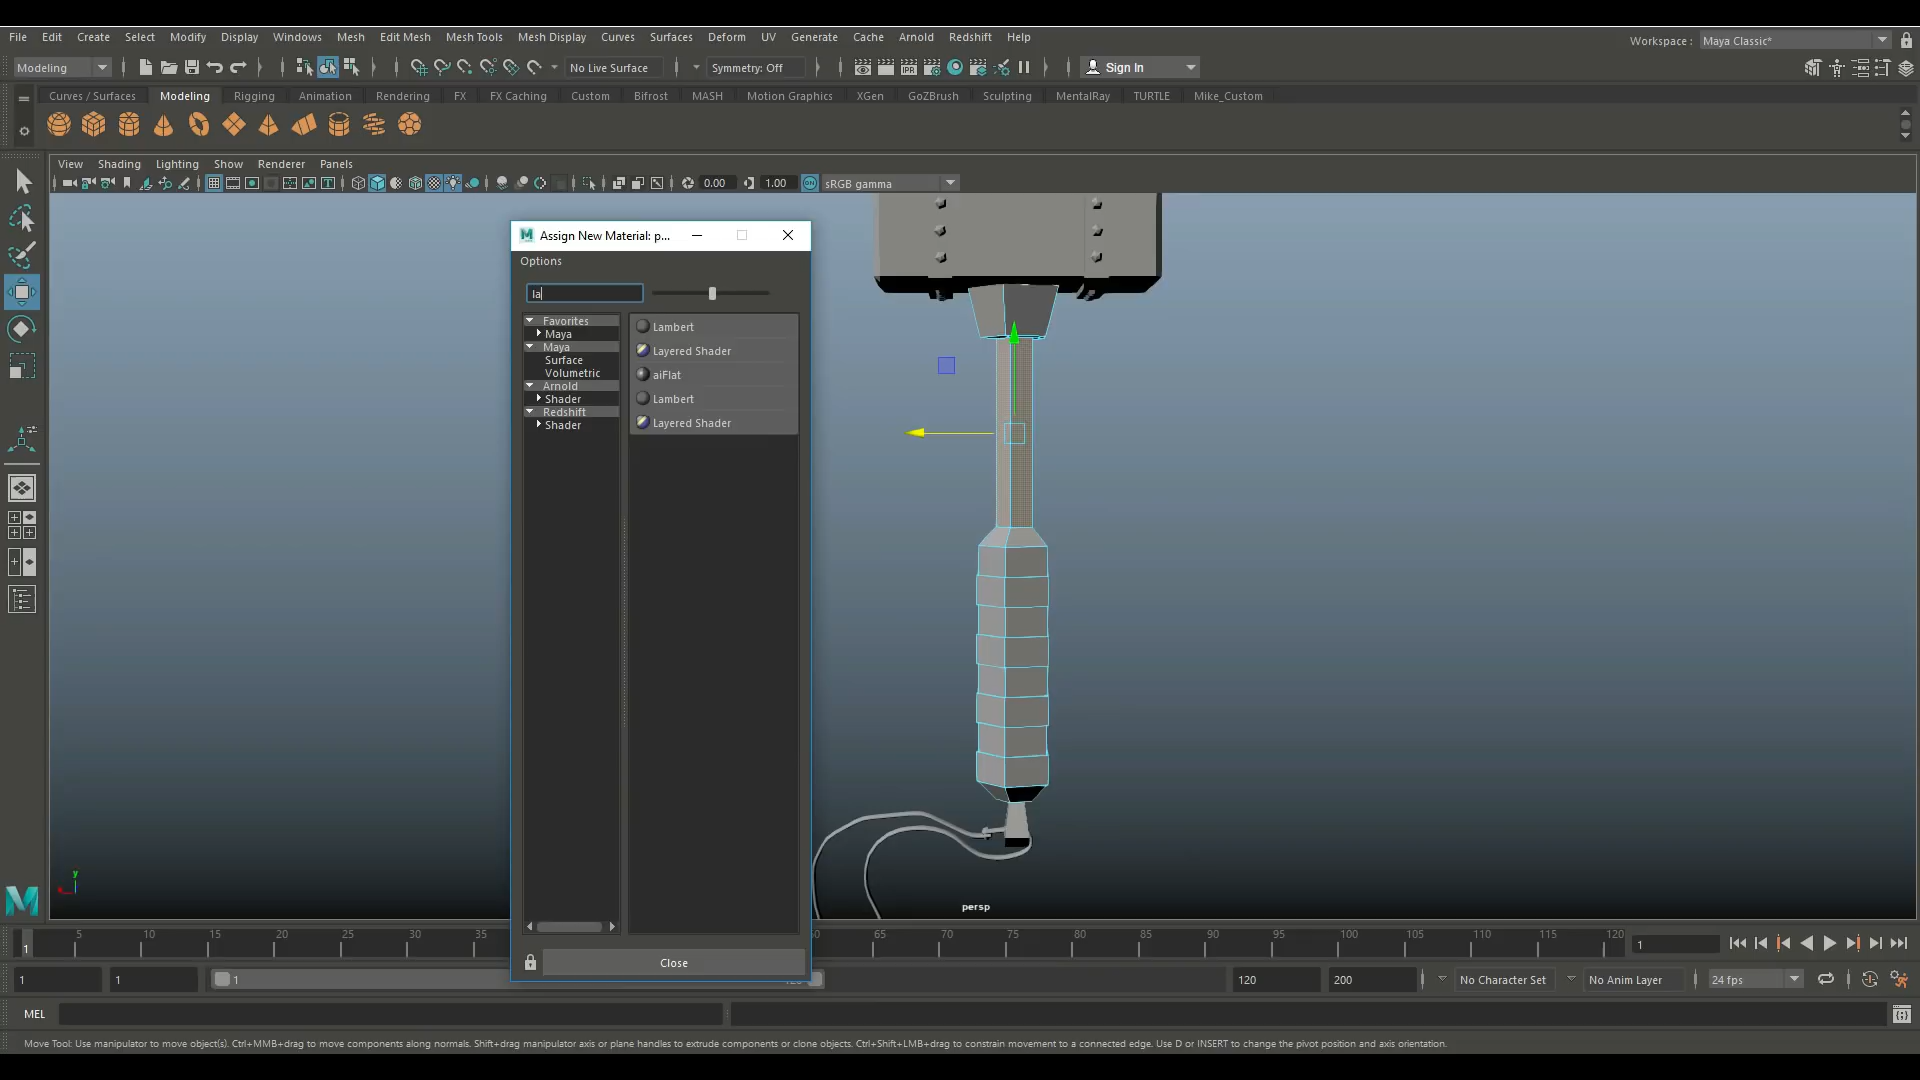 File Edit Create Select Modify Display Windows Mesh Edit Mesh Mesh Tools Mesh Display Curves Surfaces Deform UV Generate Cache Arnold Redshift Help Workspace : Maya Classic*
Modeling No Live Surface Symmetry: Off Sign In
Curves / Surfaces Modeling Rigging Animation Rendering FX FX Caching Custom Bifrost MASH Motion Graphics XGen GoZBrush Sculpting MentalRay TURTLE Mike_Custom
View Shading Lighting Show Renderer Panels
0.00 1.00 ON sRGB gamma
Assign New Material: p...
Options
la
Favorites
Maya
Maya
Surface
Volumetric
Arnold
Shader
Redshift
Shader
Lambert
Layered Shader
aiFlat
Lambert
Layered Shader
Close
y
persp
5 10 15 20 25 30 35 65 70 75 80 85 90 95 100 105 110 115 120
1 1
1 1 1 120 200 No Character Set No Anim Layer 24 fps
MEL
Move Tool: Use manipulator to move object(s). Ctrl+MMB+drag to move components along normals. Shift+drag manipulator axis or plane handles to extrude components or clone objects. Ctrl+Shift+LMB+drag to constrain movement to a connected edge. Use D or INSERT to change the pivot position and axis orientation.